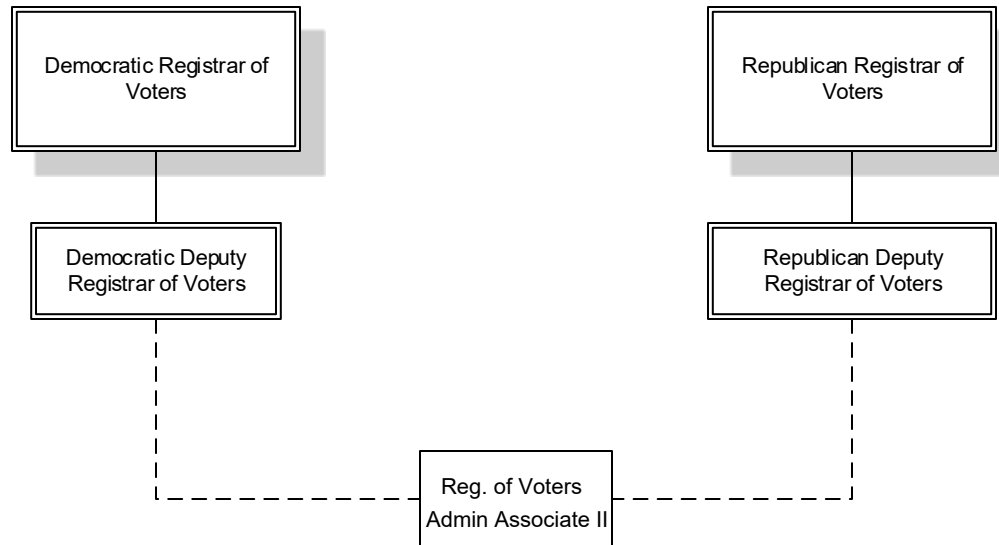 Democratic Registrar of
Voters
Republican Registrar of
Voters
Democratic Deputy
Registrar of Voters
Republican Deputy
Registrar of Voters
Reg. of Voters
Admin Associate II